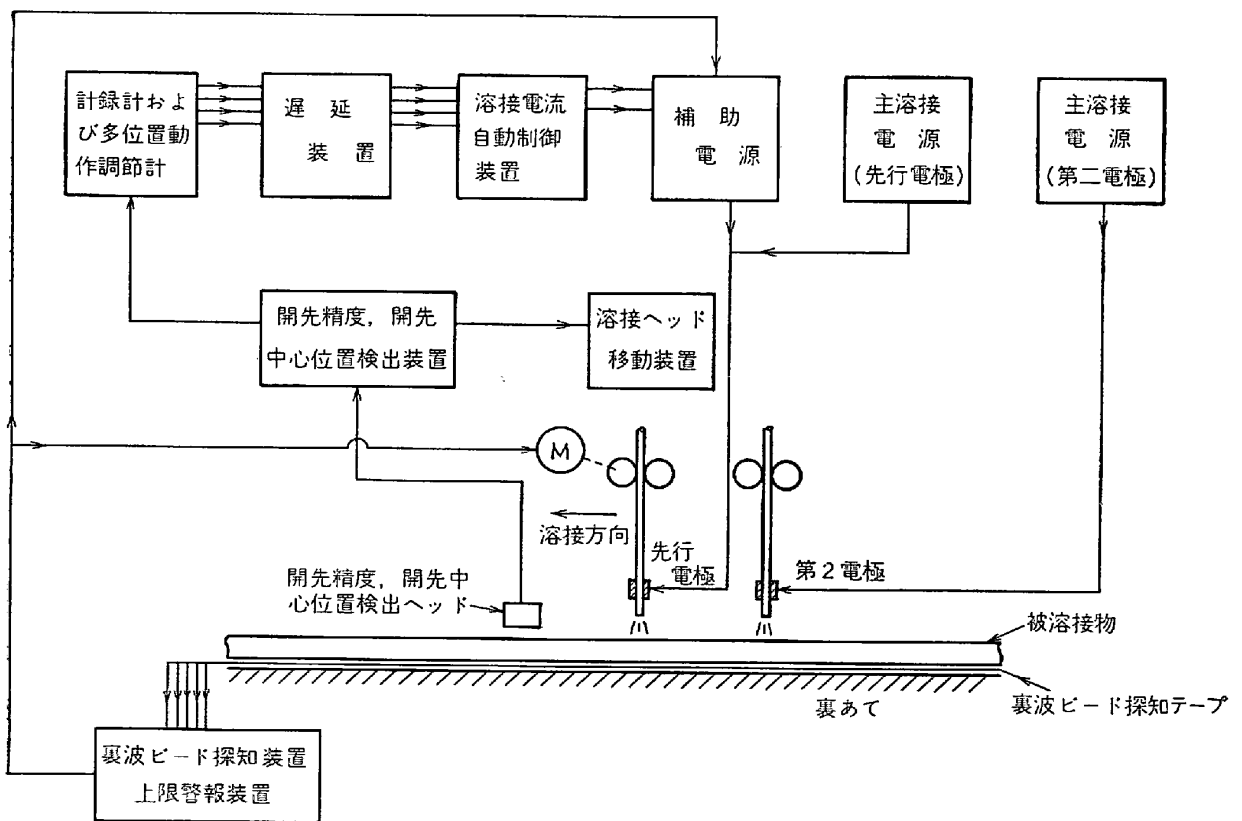 計録計およ
び多位置動
作調節計
遅延
装置
溶接電流
自動制御
装置
補助
電源
主溶接
電源
(先行電極)
主溶接
電源
(第二電極)
開先精度，開先
中心位置検出装置
溶接ヘッド
移動装置
M
溶接方向
先行
電極
第2電極
開先精度，開先中
心位置検出ヘッド
被溶接物
裏あて
裏波ビード探知テープ
裏波ビード探知装置
上限警報装置